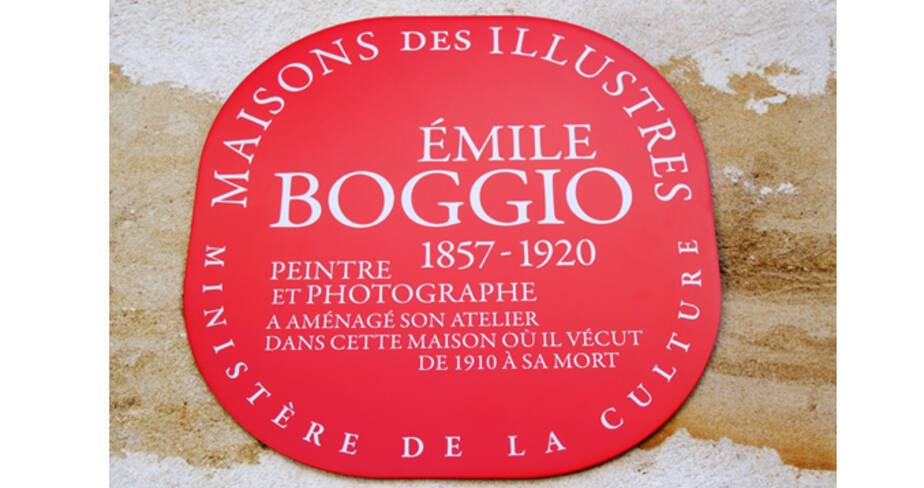 MAISONS DES ILLUSTRES
ÉMILE
BOGGIO
1857 - 1920
PEINTRE
ET PHOTOGRAPHE
A AMÉNAGÉ SON ATELIER
DANS CETTE MAISON OÙ IL VÉCUT
DE 1910 À SA MORT
MINISTÈRE DE LA CULTURE